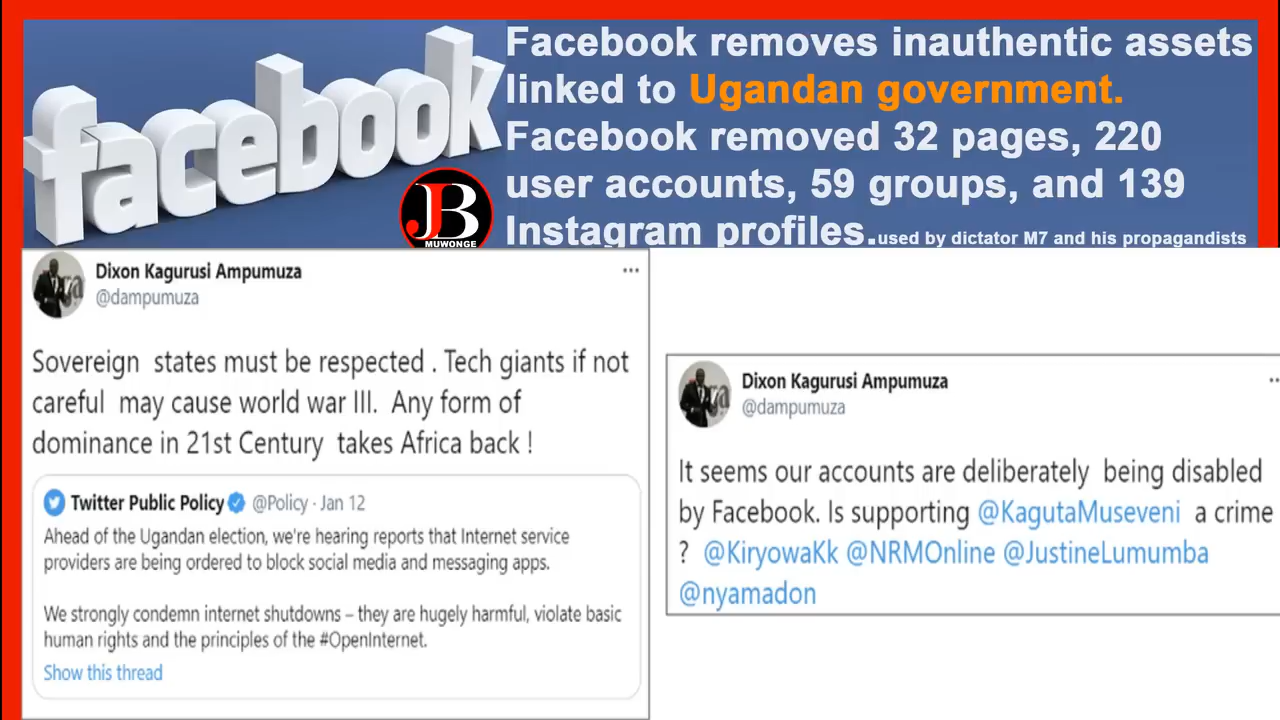 facebook
JB
MUWONGE
Facebook removes inauthentic assets
linked to Ugandan government.
Facebook removed 32 pages, 220
user accounts, 59 groups, and 139
Instagram profiles.used by dictator M7 and his propagandists
Dixon Kagurusi Ampumuza
@dampumuza
Sovereign states must be respected . Tech giants if not
careful may cause world war III. Any form of
dominance in 21st Century takes Africa back !
Twitter Public Policy @Policy · Jan 12
Ahead of the Ugandan election, we're hearing reports that Internet service
providers are being ordered to block social media and messaging apps.
We strongly condemn internet shutdowns – they are hugely harmful, violate basic
human rights and the principles of the #OpenInternet.
Show this thread
Dixon Kagurusi Ampumuza
@dampumuza
It seems our accounts are deliberately being disabled
by Facebook. Is supporting @KagutaMuseveni a crime
? @KiryowaKk @NRMOnline @JustineLumumba
@nyamadon